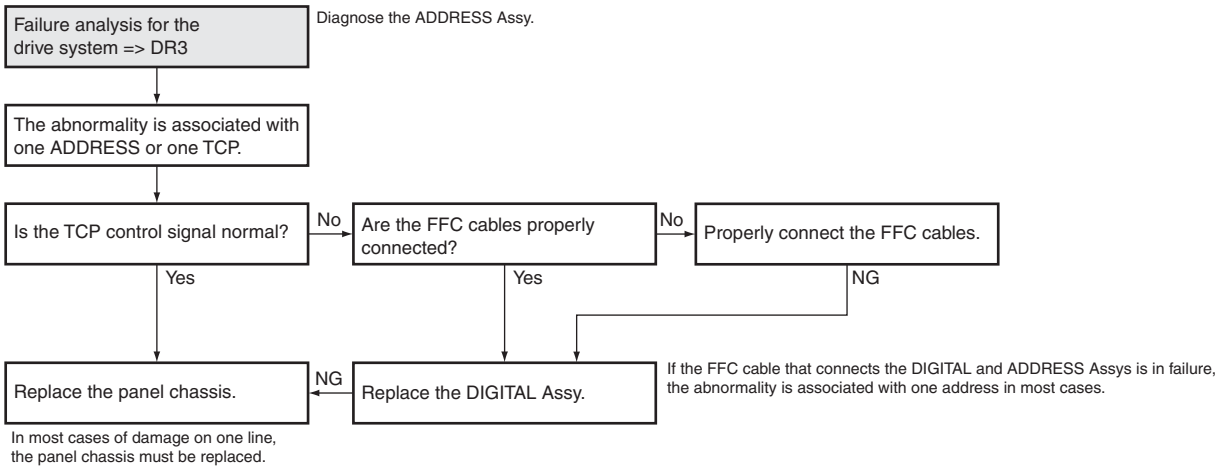 Failure analysis for the
drive system => DR3
Diagnose the ADDRESS Assy.
The abnormality is associated with
one ADDRESS or one TCP.
Is the TCP control signal normal?
No
Are the FFC cables properly
connected?
No
Properly connect the FFC cables.
Yes
Yes
NG
Replace the panel chassis.
NG
Replace the DIGITAL Assy.
If the FFC cable that connects the DIGITAL and ADDRESS Assys is in failure,
the abnormality is associated with one address in most cases.
In most cases of damage on one line,
the panel chassis must be replaced.